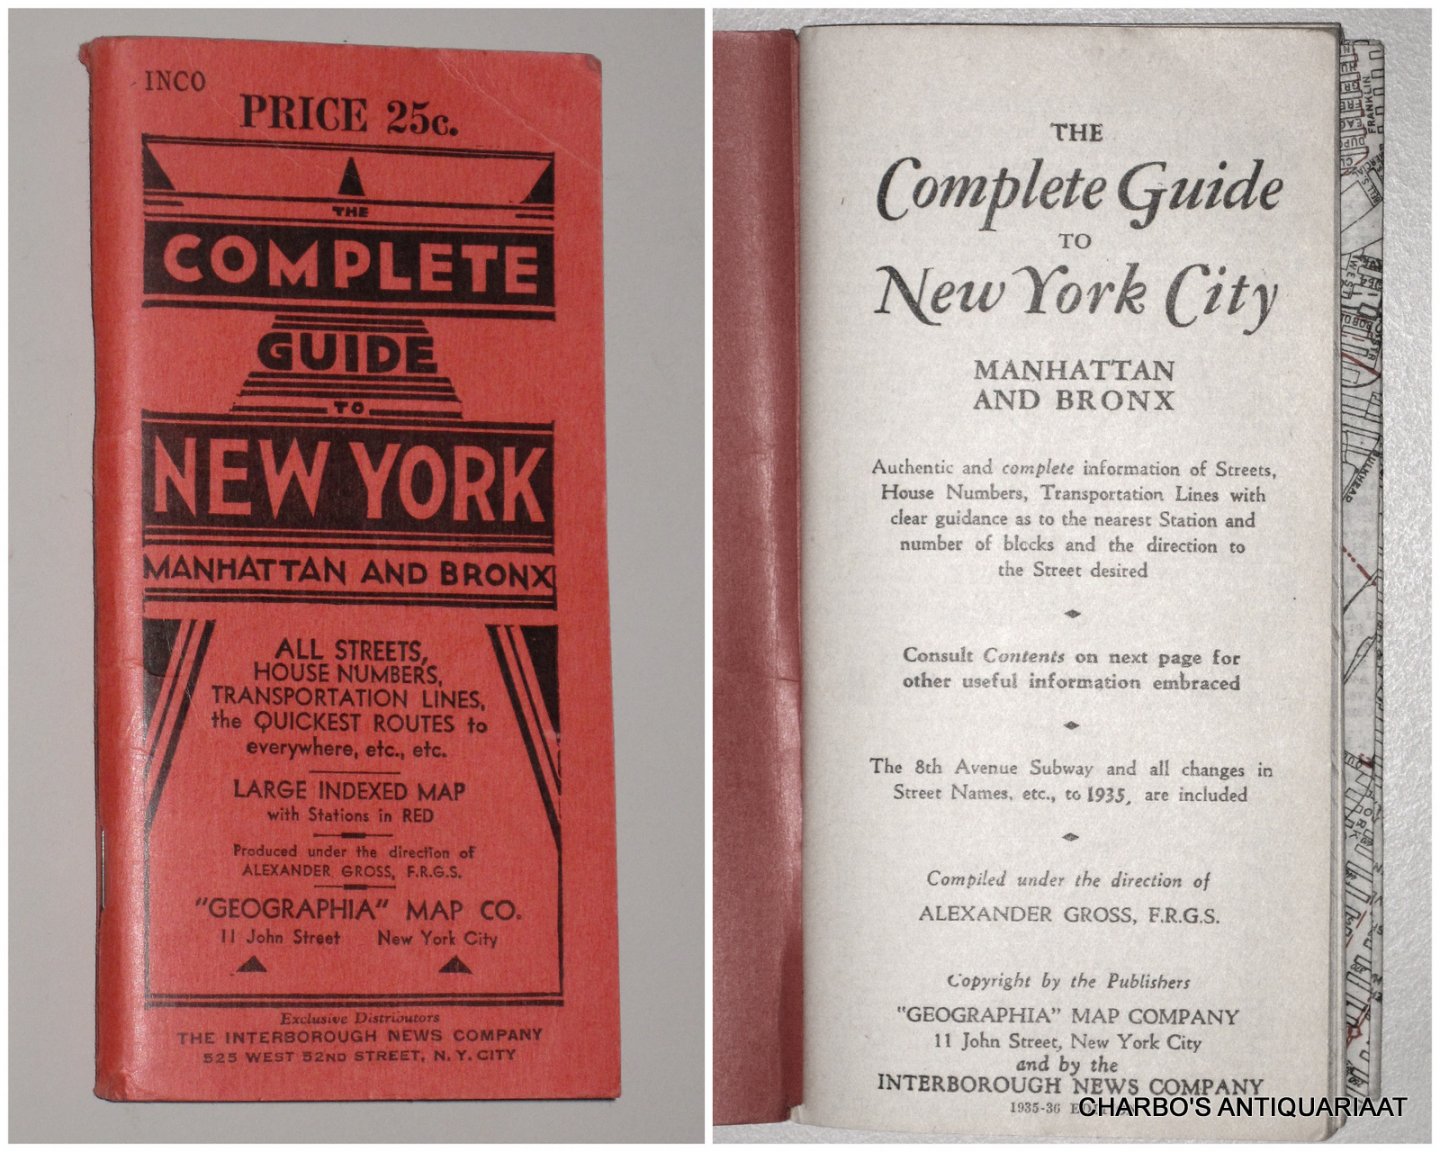 INCO
PRICE 25c.
THE
COMPLETE
GUIDE
TO
NEW YORK
MANHATTAN AND BRONX
ALL STREETS,
HOUSE NUMBERS,
TRANSPORTATION LINES,
the QUICKEST ROUTES to
everywhere, etc., etc.
LARGE INDEXED MAP
with Stations in RED
Produced under the direction of
ALEXANDER GROSS, F.R.G.S.
"GEOGRAPHIA" MAP CO.
11 John Street New York City
Exclusive Distributors
THE INTERBOROUGH NEWS COMPANY
525 WEST 52ND STREET, N. Y. CITY
THE
Complete Guide
TO
New York City
MANHATTAN
AND BRONX
Authentic and complete information of Streets,
House Numbers, Transportation Lines with
clear guidance as to the nearest Station and
number of blocks and the direction to
the Street desired
Consult Contents on next page for
other useful information embraced
The 8th Avenue Subway and all changes in
Street Names, etc., to 1935, are included
Compiled under the direction of
ALEXANDER GROSS, F.R.G.S.
Copyright by the Publishers
"GEOGRAPHIA" MAP COMPANY
11 John Street, New York City
and by the
INTERBOROUGH NEWS COMPANY
1935-36
CHARBO'S ANTIQUARIAAT
FRANKLIN
BULKHEAD